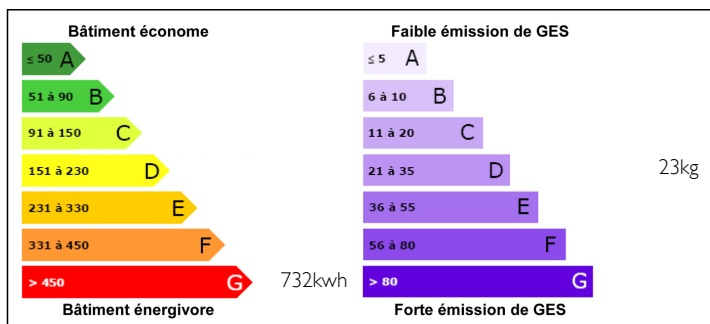 Bâtiment économe
≤ 50 A
51 à 90 B
91 à 150 C
151 à 230 D
231 à 330 E
331 à 450 F
> 450 G
732kwh
Bâtiment énergivore
Faible émission de GES
≤ 5 A
6 à 10 B
11 à 20 C
21 à 35 D
23kg
36 à 55 E
56 à 80 F
> 80 G
Forte émission de GES